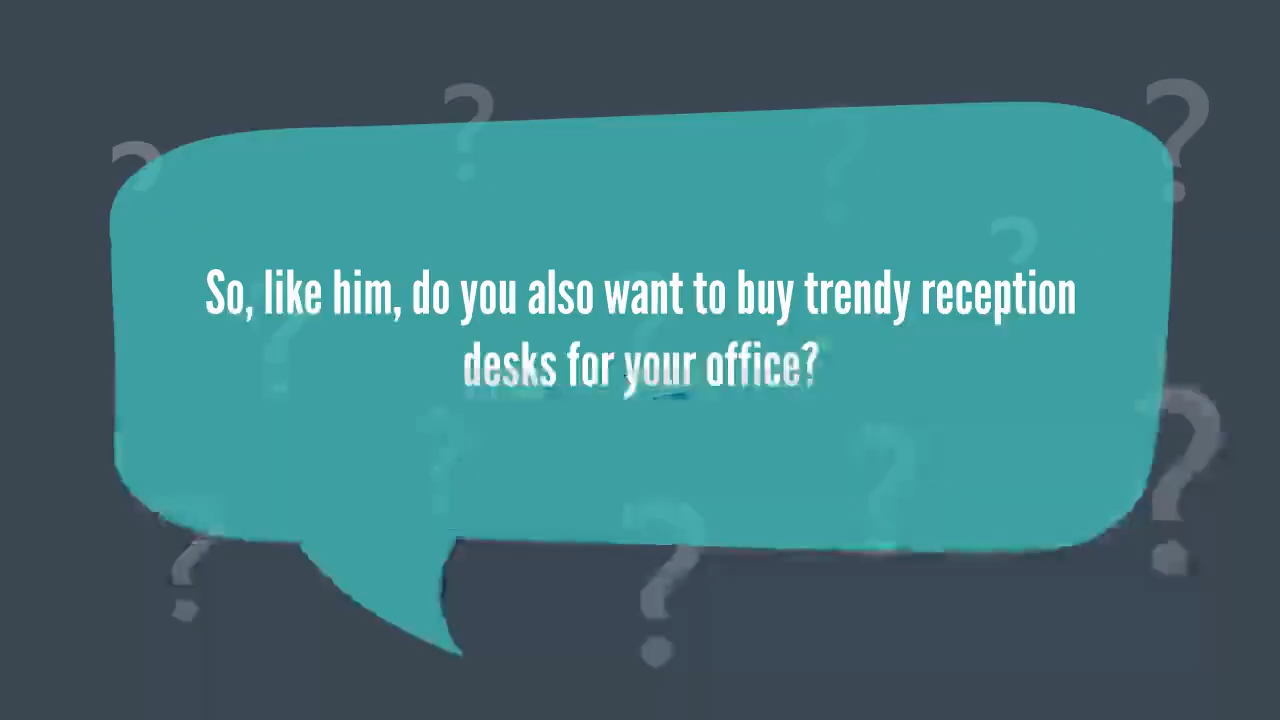 So, like him, do you also want to buy trendy reception
desks for your office?